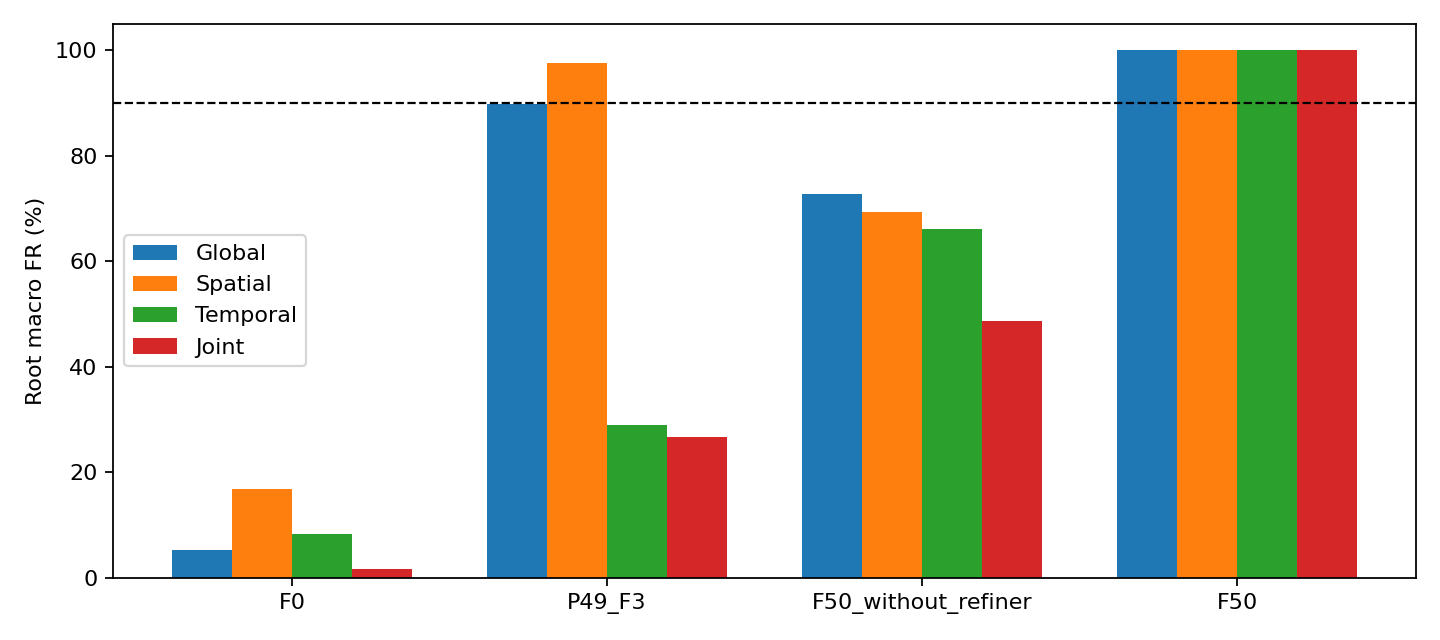 Root macro FR (%)
100
80
60
40
20
0
Global
Spatial
Temporal
Joint
F0
P49_F3
F50_without_refiner
F50